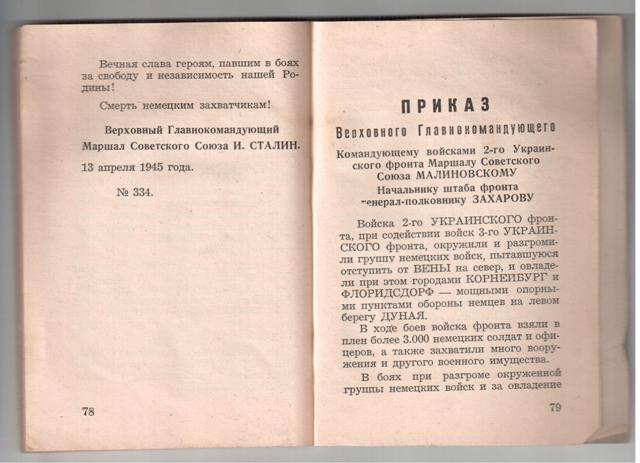 Вечная слава героям, павшим в боях
за свободу и независимость нашей Ро-
дины!
Смерть немецким захватчикам!
Верховный Главнокомандующий
Маршал Советского Союза И. СТАЛИН.
13 апреля 1945 года.
№ 334.
78
ПРИКАЗ
Верховного Главнокомандующего
Командующему войсками 2-го Украин-
ского фронта Маршалу Советского
Союза МАЛИНОВСКОМУ
Начальнику штаба фронта
генерал-полковнику ЗАХАРОВУ
Войска 2-го УКРАИНСКОГО фрон-
та, при содействии войск 3-го УКРАИН-
СКОГО фронта, окружили и разгроми-
ли группу немецких войск, пытавшуюся
отступить от ВЕНЫ на север, и овладе-
ли при этом городами КОРНЕЙБУРГ и
ФЛОРИДСДОРФ — мощными опорны-
ми пунктами обороны немцев на левом
берегу ДУНАЯ.
В ходе боев войска фронта взяли в
плен более 3.000 немецких солдат и офи-
церов, а также захватили много воору-
жения и другого военного имущества.
В боях при разгроме окруженной
группы немецких войск и за овладение
79